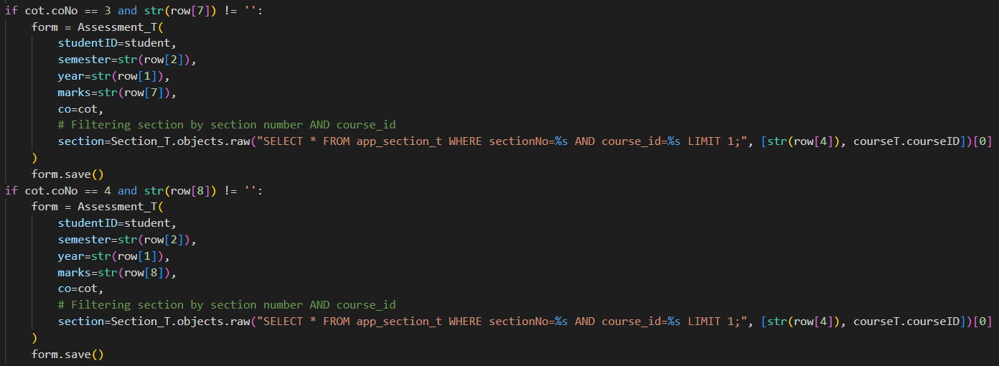 if cot.coNo == 3 and str(row[7]) != '':
    form = Assessment_T(
        studentID=student,
        semester=str(row[2]),
        year=str(row[1]),
        marks=str(row[7]),
        co=cot,
        # Filtering section by section number AND course_id
        section=Section_T.objects.raw("SELECT * FROM app_section_t WHERE sectionNo=%s AND course_id=%s LIMIT 1;", [str(row[4]), courseT.courseID])[0]
    )
    form.save()
if cot.coNo == 4 and str(row[8]) != '':
    form = Assessment_T(
        studentID=student,
        semester=str(row[2]),
        year=str(row[1]),
        marks=str(row[8]),
        co=cot,
        # Filtering section by section number AND course_id
        section=Section_T.objects.raw("SELECT * FROM app_section_t WHERE sectionNo=%s AND course_id=%s LIMIT 1;", [str(row[4]), courseT.courseID])[0]
    )
    form.save()